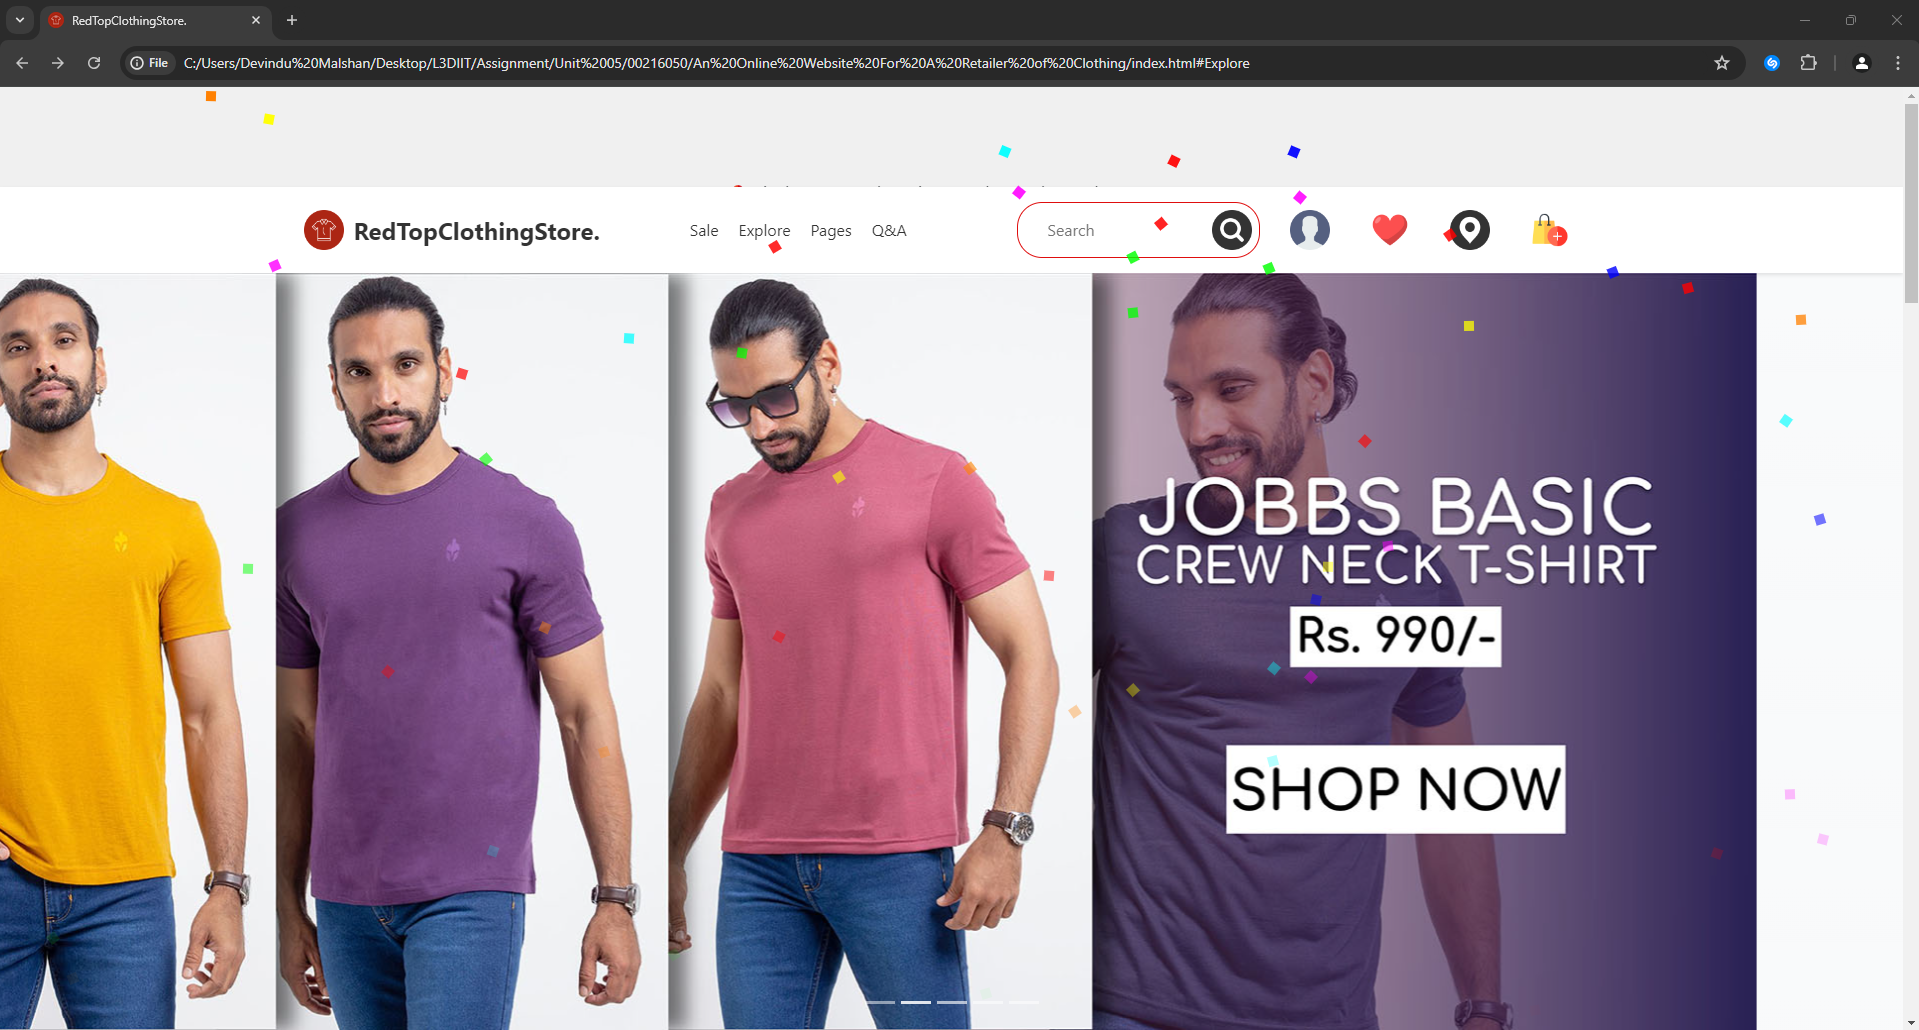 RedTopClothingStore.
File
C:/Users/Devindu%20Malshan/Desktop/L3DIIT/Assignment/Unit%2005/00216050/An%20Online%20Website%20For%20A%20Retailer%20of%20Clothing/index.html#Explore
RedTopClothingStore.
Sale
Explore
Pages
Q&A
Search
JOBBS BASIC
CREW NECK T-SHIRT
Rs. 990/-
SHOP NOW